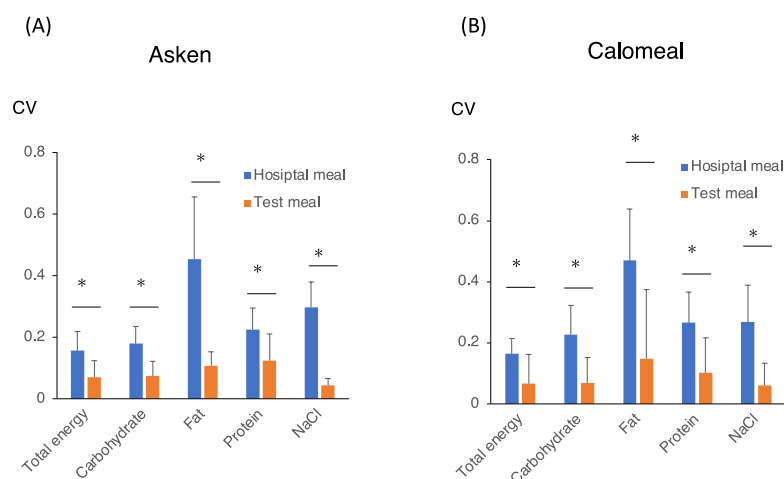 (A)
Asken
CV
0.8
0.6
0.4
0.2
0
*
*
*
*
*
Hosiptal meal
Test meal
Total energy
Carbohydrate
Fat
Protein
NaCl
(B)
Calomeal
CV
0.8
0.6
0.4
0.2
0
*
*
*
*
*
Hosiptal meal
Test meal
Total energy
Carbohydrate
Fat
Protein
NaCl